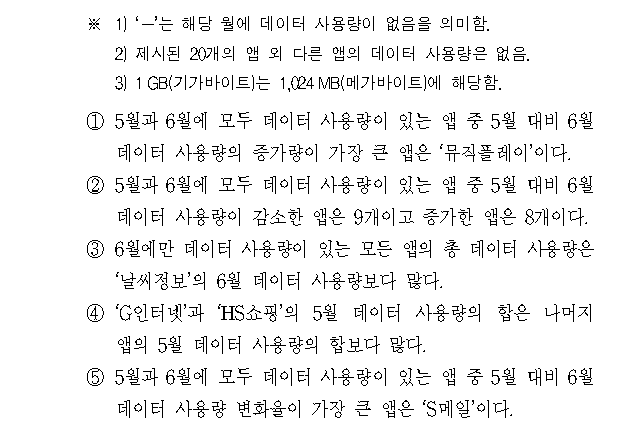 ※ 1) ‘-’는 해당 월에 데이터 사용량이 없음을 의미함.
2) 제시된 20개의 앱 외 다른 앱의 데이터 사용량은 없음.
3) 1 GB(기가바이트)는 1,024 MB(메가바이트)에 해당함.
① 5월과 6월에 모두 데이터 사용량이 있는 앱 중 5월 대비 6월
데이터 사용량의 증가량이 가장 큰 앱은 ‘뮤직플레이’이다.
② 5월과 6월에 모두 데이터 사용량이 있는 앱 중 5월 대비 6월
데이터 사용량이 감소한 앱은 9개이고 증가한 앱은 8개이다.
③ 6월에만 데이터 사용량이 있는 모든 앱의 총 데이터 사용량은
‘날씨정보’의 6월 데이터 사용량보다 많다.
④ ‘G인터넷’과 ‘HS쇼핑’의 5월 데이터 사용량의 합은 나머지
앱의 5월 데이터 사용량의 합보다 많다.
⑤ 5월과 6월에 모두 데이터 사용량이 있는 앱 중 5월 대비 6월
데이터 사용량 변화율이 가장 큰 앱은 ‘S메일’이다.